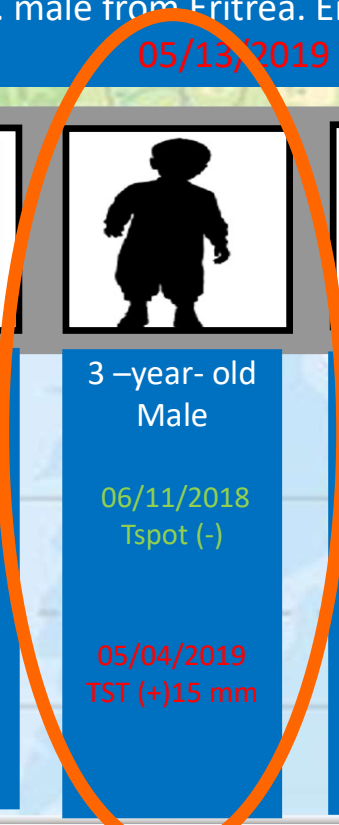 . male from Eritrea. E
05/13/2019
3 –year- old
Male
06/11/2018
Tspot (-)
05/04/2019
TST (+)15 mm